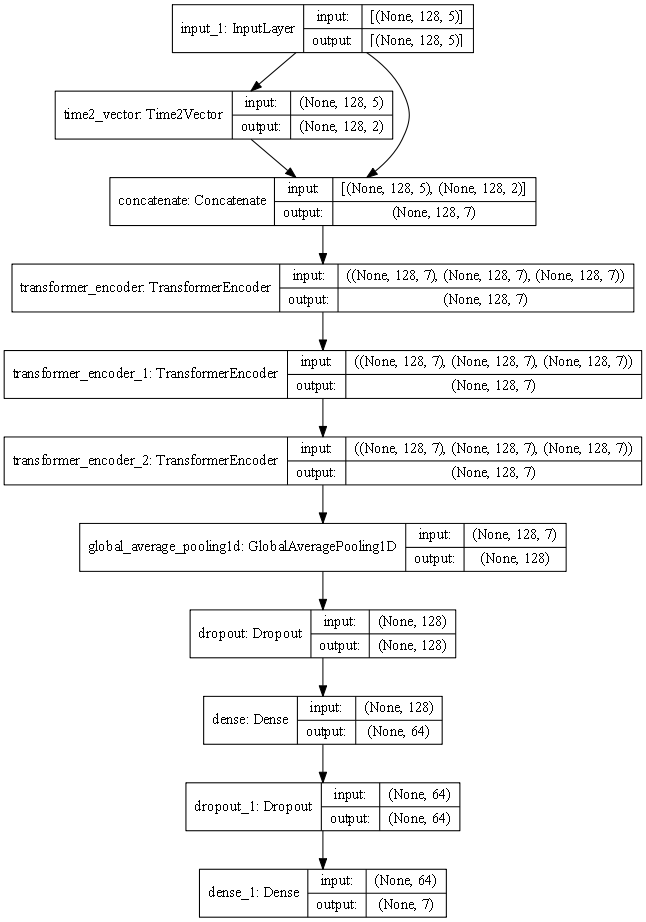 input_1: InputLayer
input:
[(None, 128, 5)]
output:
[(None, 128, 5)]
time2_vector: Time2Vector
input:
(None, 128, 5)
output:
(None, 128, 2)
concatenate: Concatenate
input:
[(None, 128, 5), (None, 128, 2)]
output:
(None, 128, 7)
transformer_encoder: TransformerEncoder
input:
((None, 128, 7), (None, 128, 7), (None, 128, 7))
output:
(None, 128, 7)
transformer_encoder_1: TransformerEncoder
input:
((None, 128, 7), (None, 128, 7), (None, 128, 7))
output:
(None, 128, 7)
transformer_encoder_2: TransformerEncoder
input:
((None, 128, 7), (None, 128, 7), (None, 128, 7))
output:
(None, 128, 7)
global_average_pooling1d: GlobalAveragePooling1D
input:
(None, 128, 7)
output:
(None, 128)
dropout: Dropout
input:
(None, 128)
output:
(None, 128)
dense: Dense
input:
(None, 128)
output:
(None, 64)
dropout_1: Dropout
input:
(None, 64)
output:
(None, 64)
dense_1: Dense
input:
(None, 64)
output:
(None, 7)